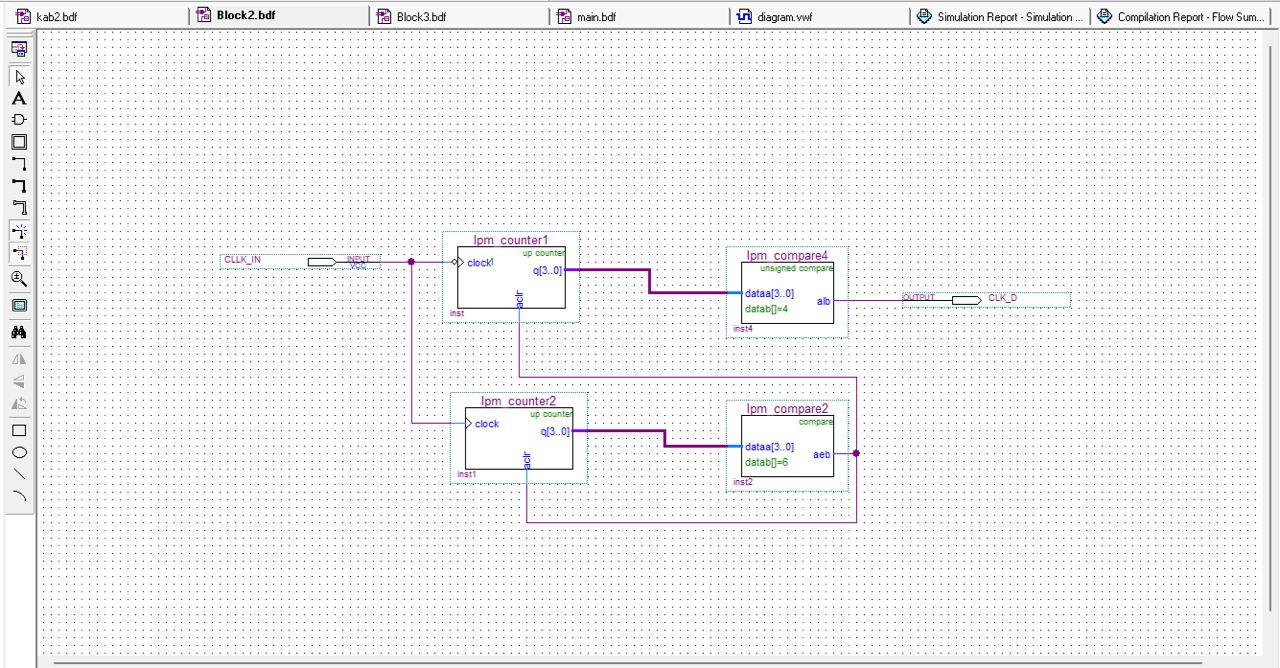 kab2.bdf
Block2.bdf
Block3.bdf
main.bdf
diagram.vwf
Simulation Report - Simulation ...
Compilation Report - Flow Sum...
A
lpm_counter1
CLLK_IN
INPUT
VCC
up counter
clock1
q[3..0]
aclr
inst
lpm_compare4
unsigned compare
dataa[3..0]
datab[]=4
alb
inst4
OUTPUT
CLK_D
lpm_counter2
up counter
clock
q[3..0]
aclr
inst1
lpm_compare2
compare
dataa[3..0]
datab[]=6
aeb
inst2